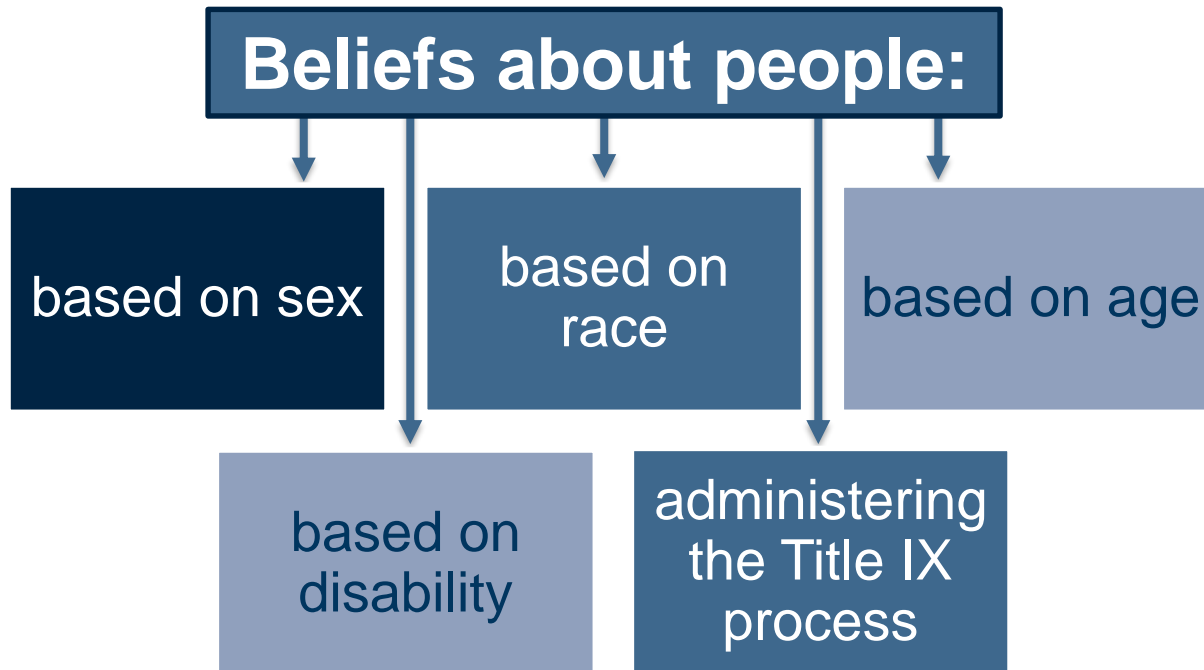 Beliefs about people:
based on sex
based on
race
based on age
based on
disability
administering
the Title IX
process